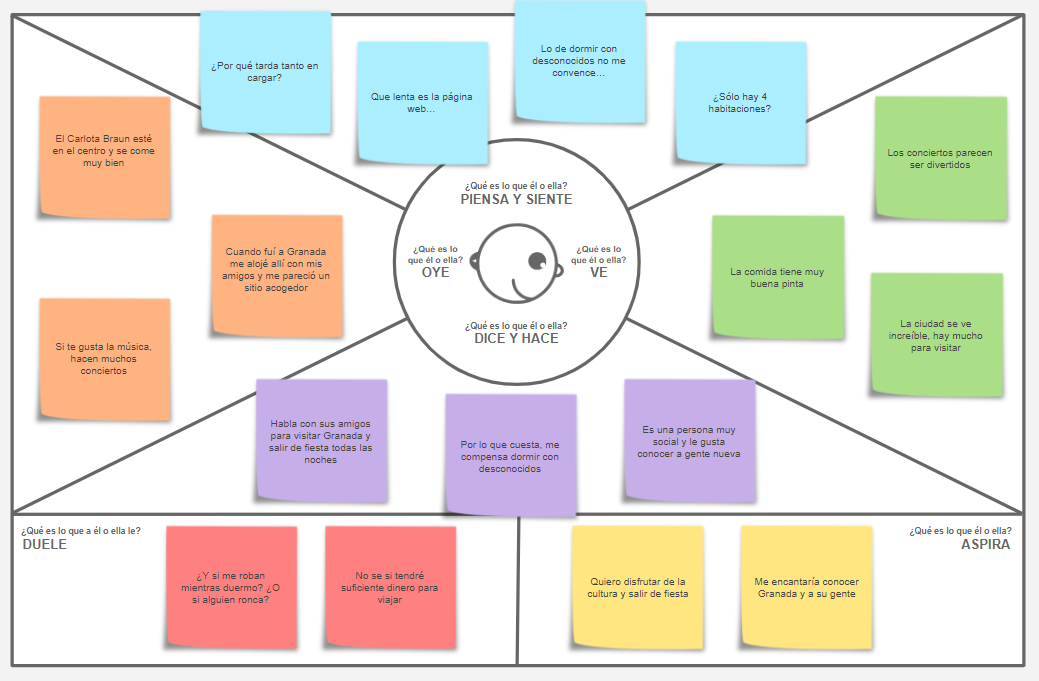 ¿Por qué tarda tanto en
cargar?
Que lenta es la página
web...
Lo de dormir con
desconocidos no me
convence...
¿Sólo hay 4
habitaciones?
El Carlota Braun esté
en el centro y se come
muy bien
Cuando fuí a Granada
me alojé allí con mis
amigos y me pareció un
sitio acogedor
Si te gusta la música,
hacen muchos
conciertos
¿Qué es lo que él o ella?
PIENSA Y SIENTE
¿Qué es lo
que él o ella?
OYE
¿Qué es lo
que él o ella?
VE
¿Qué es lo que él o ella?
DICE Y HACE
Los conciertos parecen
ser divertidos
La comida tiene muy
buena pinta
La ciudad se ve
increíble, hay mucho
para visitar
Habla con sus amigos
para visitar Granada y
salir de fiesta todas las
noches
Por lo que cuesta, me
compensa dormir con
desconocidos
Es una persona muy
social y le gusta
conocer a gente nueva
¿Qué es lo que a él o ella le?
DUELE
¿Y si me roban
mientras duermo? ¿O
si alguien ronca?
No se si tendré
suficiente dinero para
viajar
Quiero disfrutar de la
cultura y salir de fiesta
Me encantaría conocer
Granada y a su gente
¿Qué es lo que él o ella?
ASPIRA